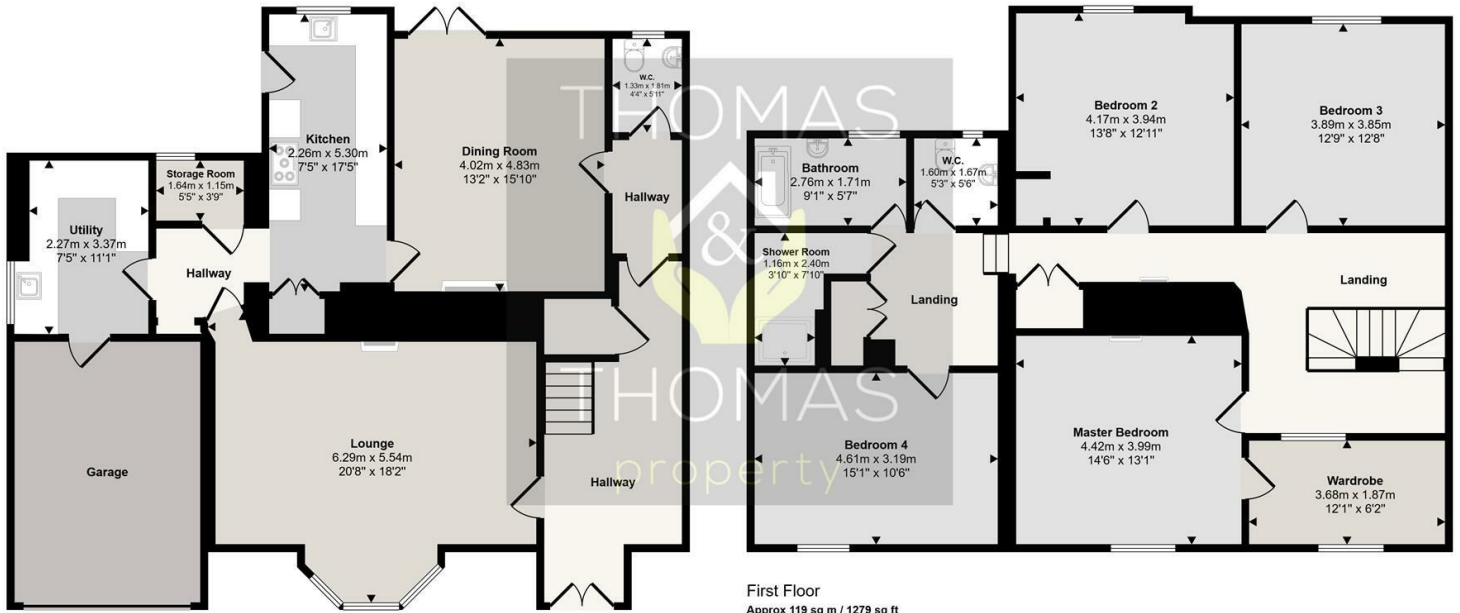 Kitchen
2.26m x 5.30m
7'5" x 17'5"
Dining Room
4.02m x 4.83m
13'2" x 15'10"
W.C.
1.33m x 1.81m
4'4" x 5'11"
Hallway
Storage Room
1.64m x 1.15m
5'5" x 3'9"
Utility
2.27m x 3.37m
7'5" x 11'1"
Hallway
Garage
Lounge
6.29m x 5.54m
20'8" x 18'2"
Hallway
THOMAS
&
THOMAS
property
Bedroom 2
4.17m x 3.94m
13'8" x 12'11"
Bedroom 3
3.89m x 3.85m
12'9" x 12'8"
Bathroom
2.76m x 1.71m
9'1" x 5'7"
W.C.
1.60m x 1.67m
5'3" x 5'6"
Shower Room
1.16m x 2.40m
3'10" x 7'10"
Landing
Landing
Bedroom 4
4.61m x 3.19m
15'1" x 10'6"
Master Bedroom
4.42m x 3.99m
14'6" x 13'1"
Wardrobe
3.68m x 1.87m
12'1" x 6'2"
First Floor
Approx 119 sq m / 1279 sq ft